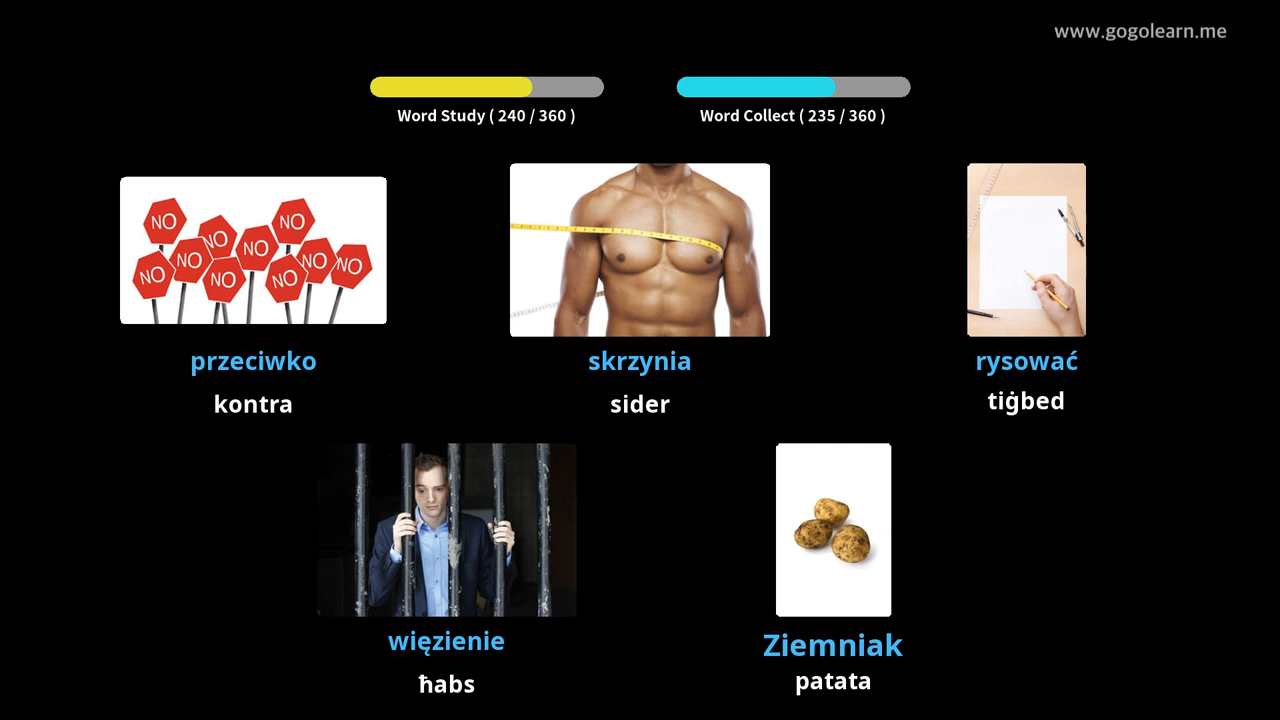 www.gogolearn.me
Word Study ( 240 / 360 )
Word Collect ( 235 / 360 )
NO
NO
NO
NO
NO
NO
NO
NO
NO
przeciwko
kontra
skrzynia
sider
rysować
tiġbed
więzienie
ħabs
Ziemniak
patata